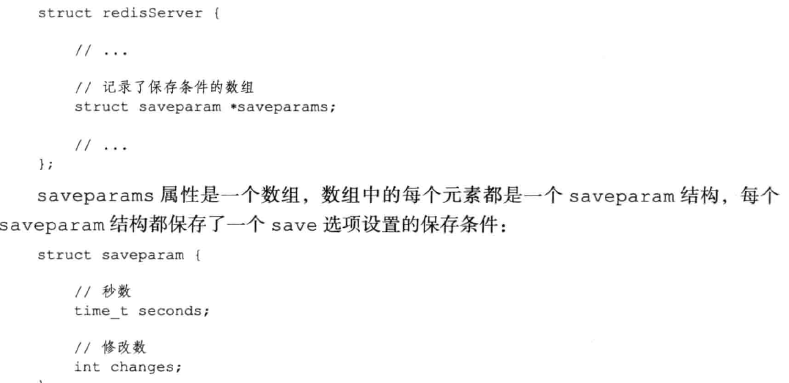 struct redisServer {
// ...
// 记录了保存条件的数组
struct saveparam *saveparams;
// ...
};
saveparams 属性是一个数组，数组中的每个元素都是一个 saveparam 结构，每个
saveparam 结构都保存了一个 save 选项设置的保存条件：
struct saveparam {
// 秒数
time_t seconds;
// 修改数
int changes;